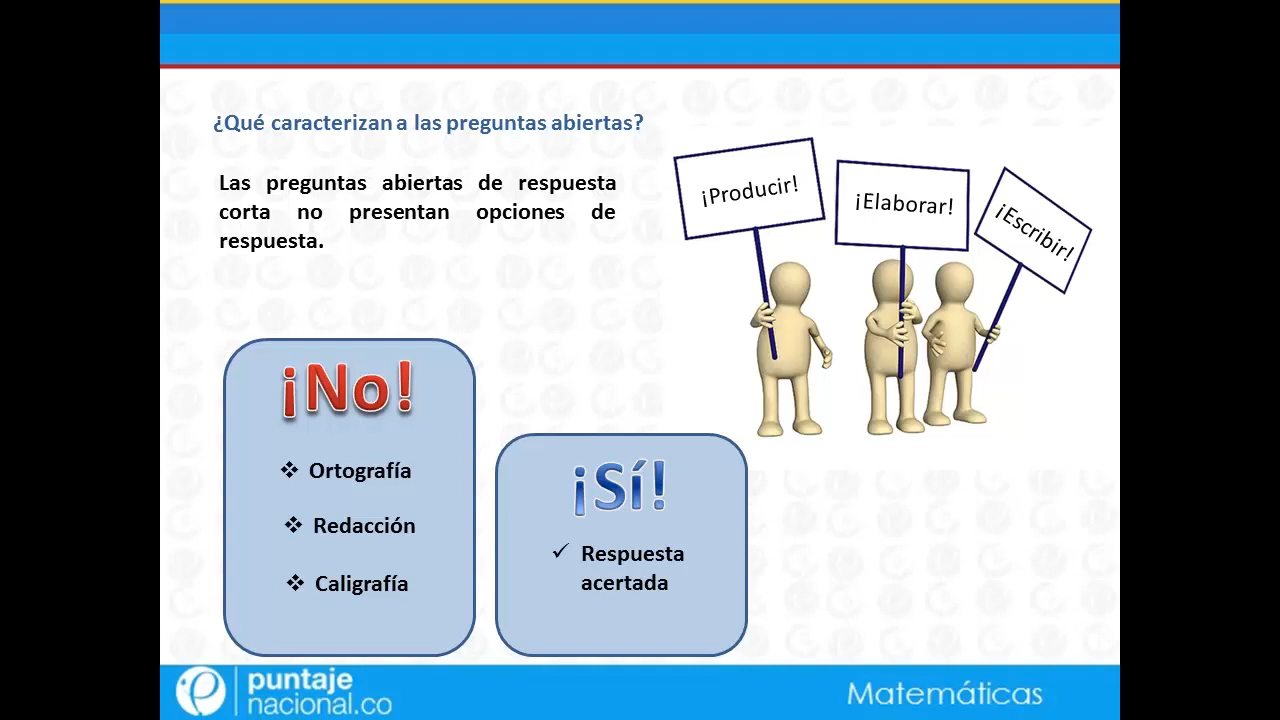 ¿Qué caracterizan a las preguntas abiertas?
Las preguntas abiertas de respuesta
corta no presentan opciones de
respuesta.
¡Producir!
¡Elaborar!
¡Escribir!
¡No!
❖ Ortografía
❖ Redacción
❖ Caligrafía
¡Sí!
✓ Respuesta
acertada
puntaje
nacional.co
Matemáticas